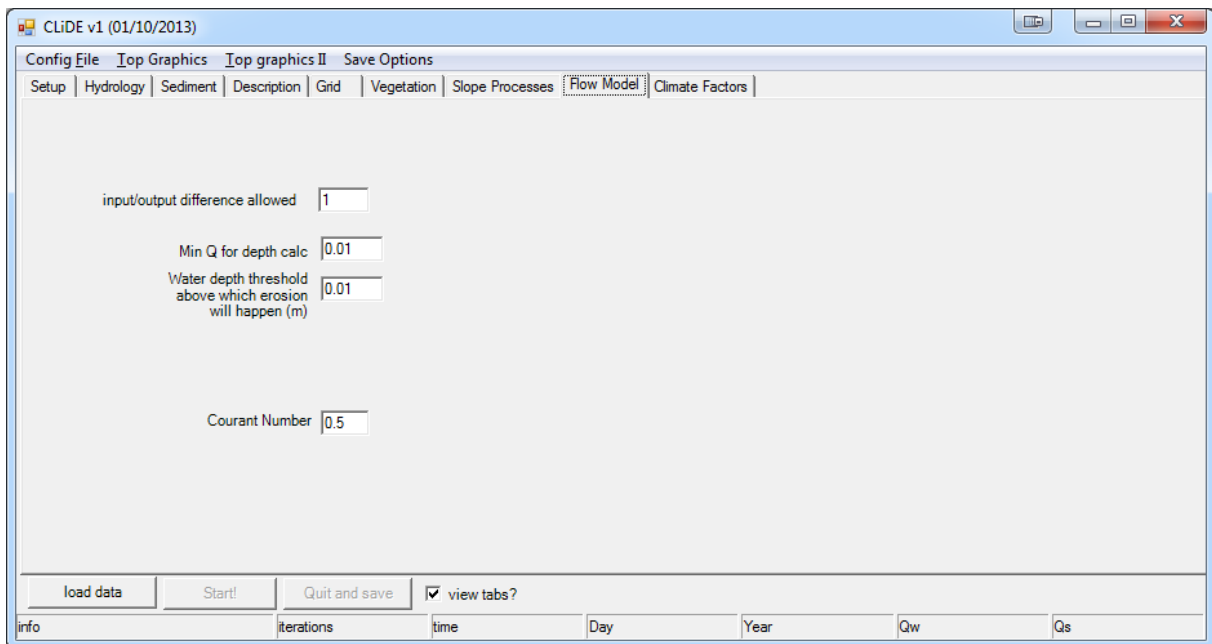 CLiDE v1 (01/10/2013)
Config File Top Graphics Top graphics II Save Options
Setup Hydrology Sediment Description Grid Vegetation Slope Processes Flow Model Climate Factors
input/output difference allowed 1
Min Q for depth calc 0.01
Water depth threshold
above which erosion 0.01
will happen (m)
Courant Number 0.5
load data Start! Quit and save view tabs?
info iterations time Day Year Qw Qs